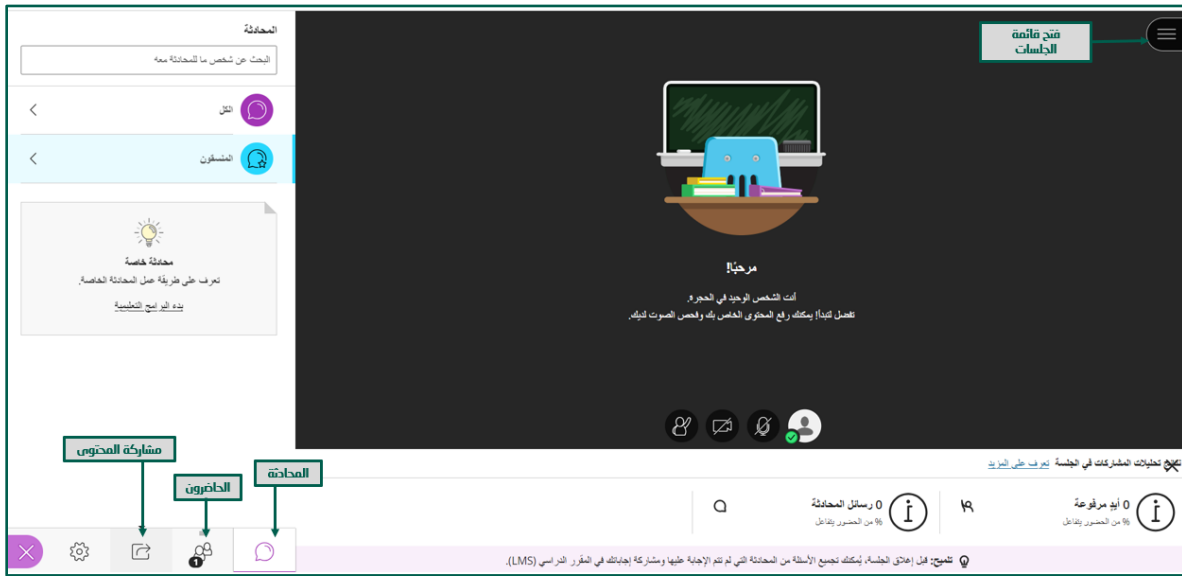 فتح قائمة
الجلسات
المحادثة
البحث عن شخص ما للمحادثة معه
الكل
المنسقون
محادثة خاصة
تعرف على طريقة عمل المحادثة الخاصة.
بدء البرامج التعليمية
مرحبًا!
أنت الشخص الوحيد في الحجرة.
تفضل لتبدأ! يمكنك رفع المحتوى الخاص بك وفحص الصوت لديك.
مشاركة المحتوى
الحاضرون
المحادثة
1
تحليلات المشاركات في الجلسة تعرف على المزيد
0 أيدٍ مرفوعة
% من الحضور يتفاعل
0 رسائل المحادثة
% من الحضور يتفاعل
تلميح: قبل إغلاق الجلسة، يُمكنك تجميع الأسئلة من المحادثة التي لم تتم الإجابة عليها ومشاركة إجاباتك في المقرر الدراسي (LMS).